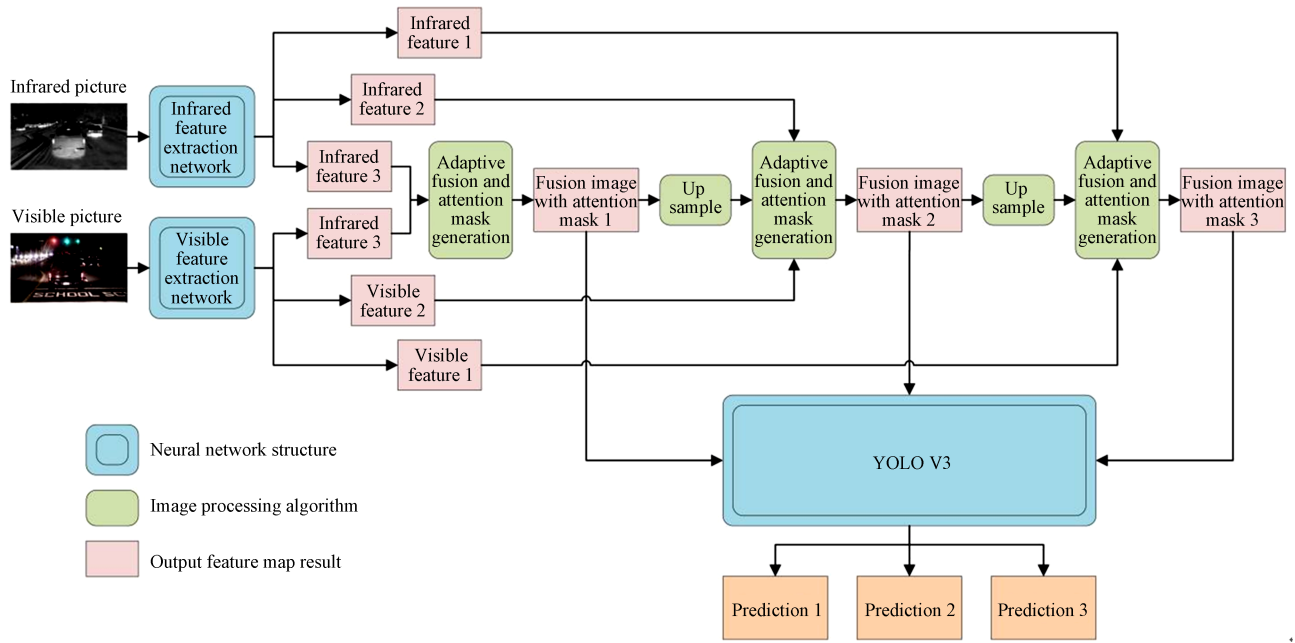 Infrared
feature 1
Infrared picture
Infrared
feature
extraction
network
Infrared
feature 2
Infrared
feature 3
Visible picture
SCHOOL SC
Visible
feature
extraction
network
Infrared
feature 3
Visible
feature 2
Visible
feature 1
Adaptive
fusion and
attention
mask
generation
Fusion image
with attention
mask 1
Up
sample
Adaptive
fusion and
attention
mask
generation
Fusion image
with attention
mask 2
Up
sample
Adaptive
fusion and
attention
mask
generation
Fusion image
with attention
mask 3
YOLO V3
Neural network structure
Image processing algorithm
Output feature map result
Prediction 1
Prediction 2
Prediction 3